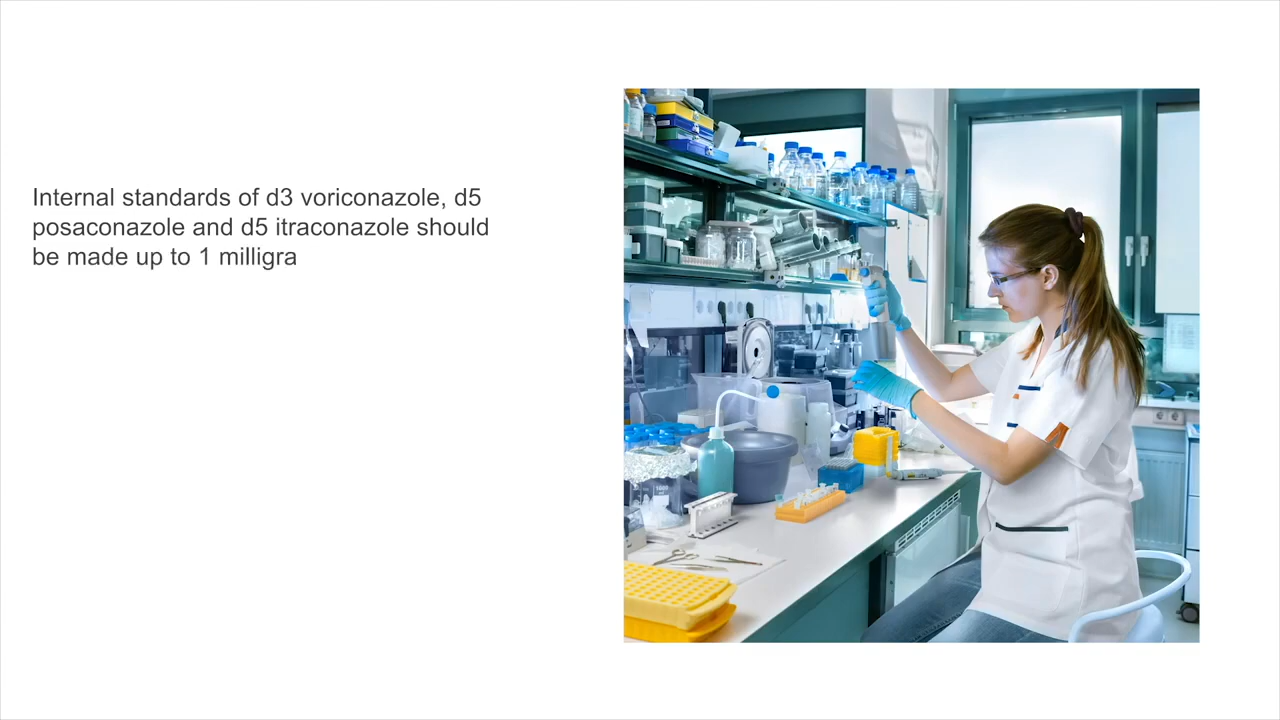 Internal standards of d3 voriconazole, d5
posaconazole and d5 itraconazole should
be made up to 1 milligra